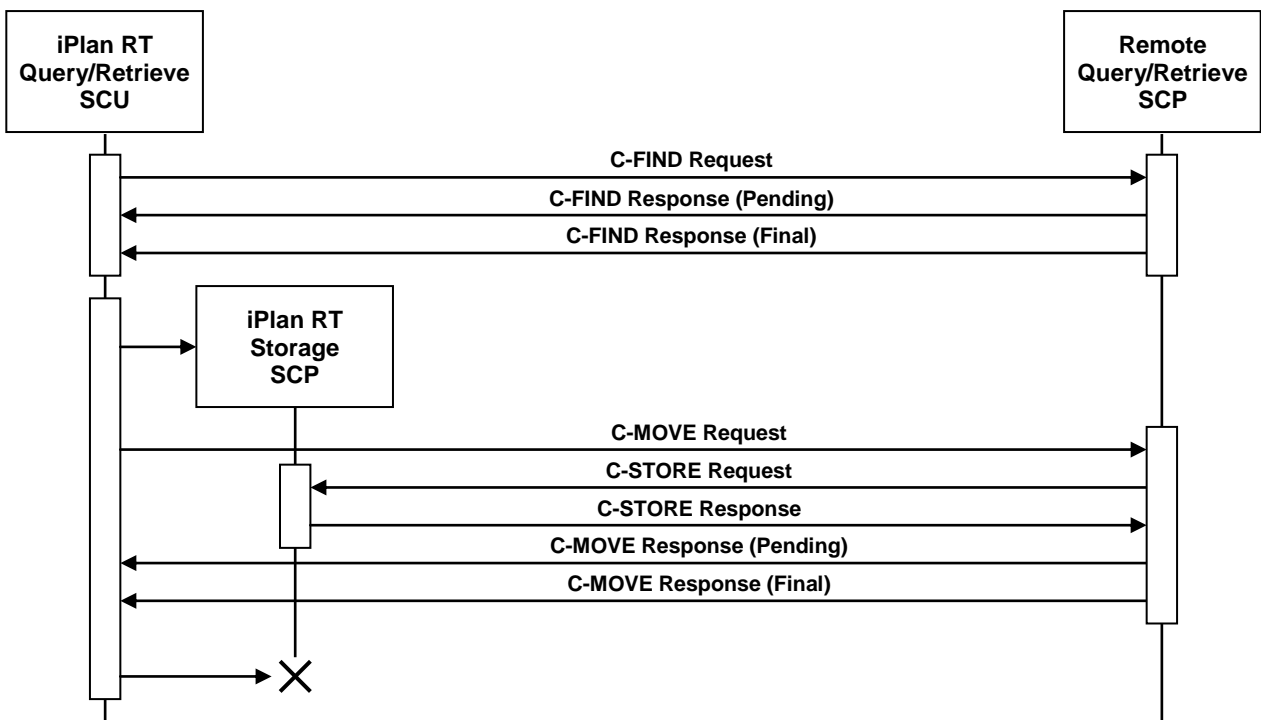 iPlan RT
Query/Retrieve
SCU
Remote
Query/Retrieve
SCP
C-FIND Request
C-FIND Response (Pending)
C-FIND Response (Final)
iPlan RT
Storage
SCP
C-MOVE Request
C-STORE Request
C-STORE Response
C-MOVE Response (Pending)
C-MOVE Response (Final)